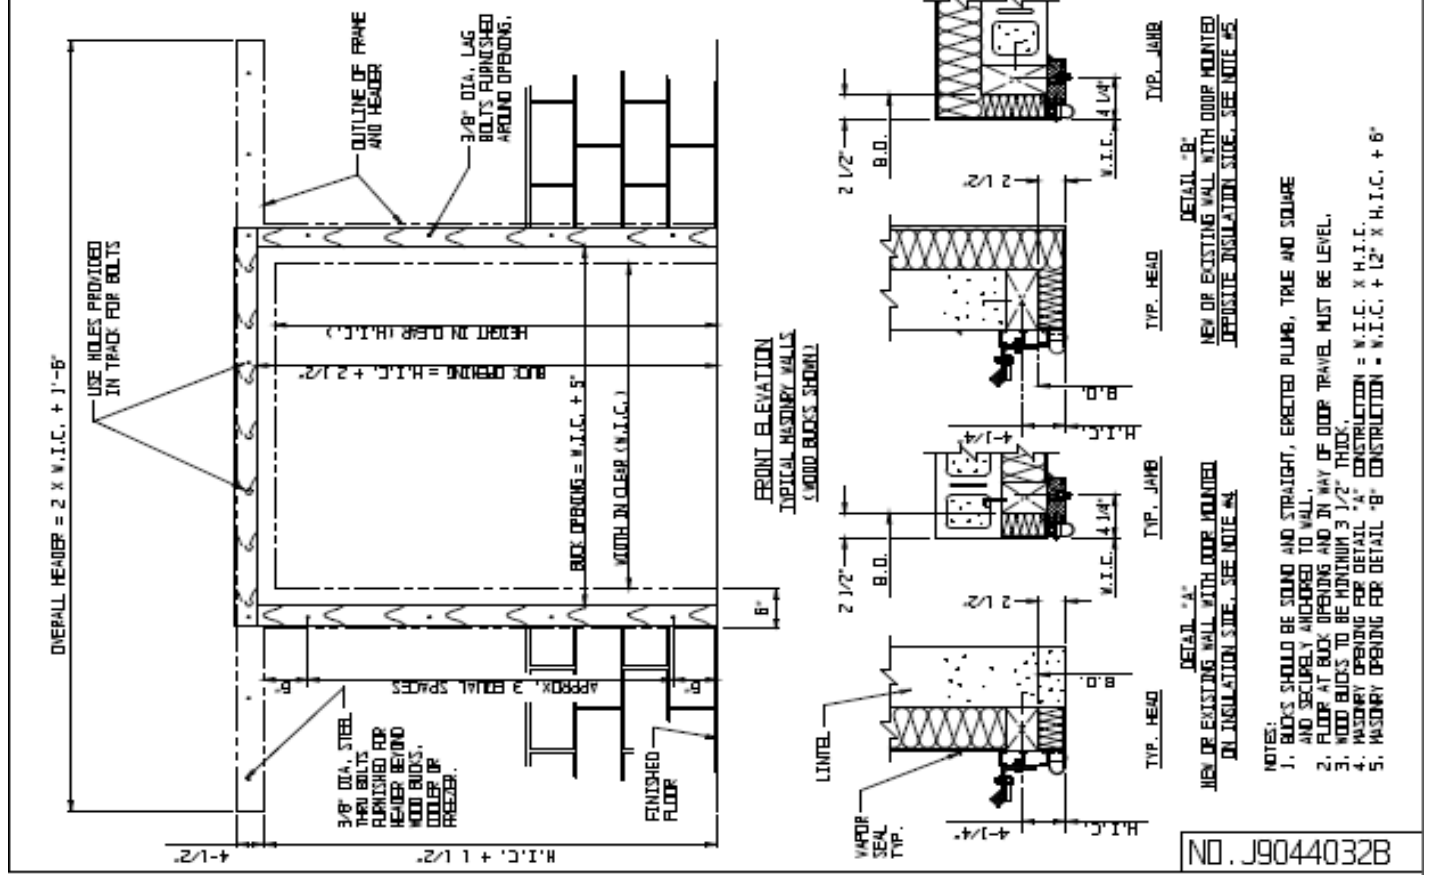 OVERALL HEADER = 2 X W.I.C. + 1'-6"
USE HOLES PROVIDED
IN TRACK FOR BOLTS
OUTLINE OF FRAME
AND HEADER
3/8" DIA. LAG
BOLTS FURNISHED
AROUND OPENING.
HEIGHT IN CLEAR (H.I.C.)
BUCK OPENING = H.I.C. + 2 1/2"
BUCK OPENING = W.I.C. + 5"
WIDTH IN CLEAR (W.I.C.)
6"
6"
APPROX. 3 EQUAL SPACES
6"
3/8" DIA. STEEL
THRU BOLTS
FURNISHED FOR
HEADER BEYOND
WOOD BUCKS.
COOLER OR
FREEZER.
FINISHED
FLOOR
4-1/2"
H.I.C. + 1 1/2"
FRONT ELEVATION
TYPICAL MASONRY WALLS
(WOOD BUCKS SHOWN)
2 1/2"
B.O.
2 1/2"
W.I.C.
4 1/4"
TYP. JAMB
TYP. HEAD
B.O.
H.I.C.
4-1/4"
DETAIL "B"
NEW OR EXISTING WALL WITH DOOR MOUNTED
OPPOSITE INSULATION SIDE, SEE NOTE #5
2 1/2"
B.O.
2 1/2"
W.I.C.
4 1/4"
TYP. JAMB
LINTEL
VAPOR
SEAL
TYP.
B.O.
TYP. HEAD
4-1/4"
H.I.C.
DETAIL "A"
NEW OR EXISTING WALL WITH DOOR MOUNTED
ON INSULATION SIDE, SEE NOTE #4
NOTES:
1. BUCKS SHOULD BE SOUND AND STRAIGHT, ERECTED PLUMB, TRUE AND SQUARE
AND SECURELY ANCHORED TO WALL.
2. FLOOR AT BUCK OPENING AND IN WAY OF DOOR TRAVEL MUST BE LEVEL.
3. WOOD BUCKS TO BE MINIMUM 3 1/2" THICK.
4. MASONRY OPENING FOR DETAIL "A" CONSTRUCTION = W.I.C. X H.I.C.
5. MASONRY OPENING FOR DETAIL "B" CONSTRUCTION = W.I.C. + 12" X H.I.C. + 6"
NO. J9044032B